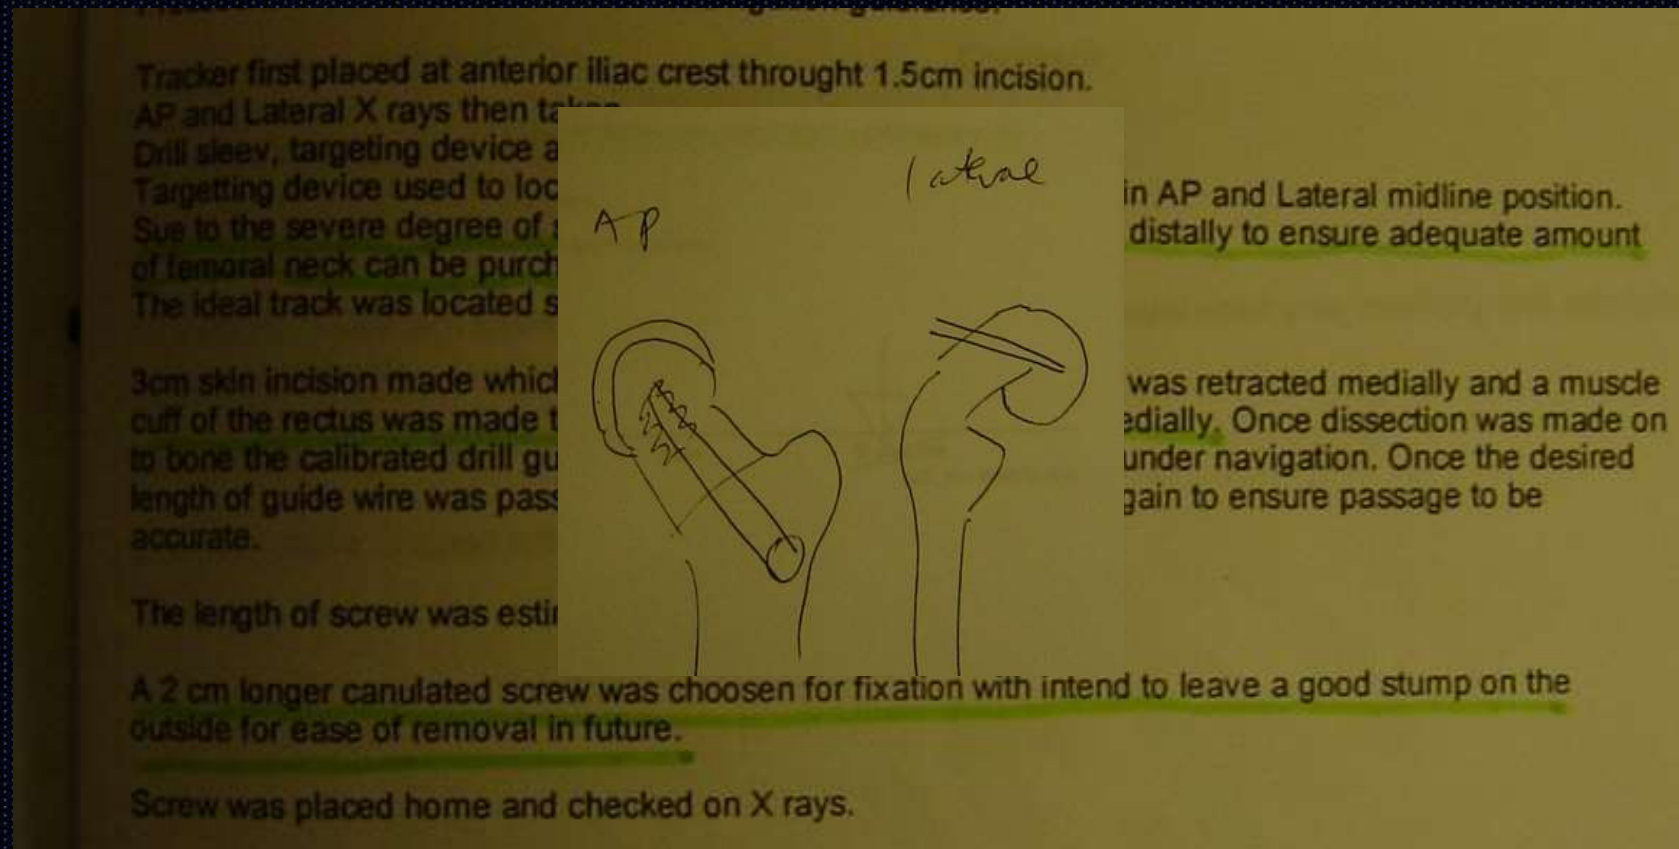 Tracker first placed at anterior iliac crest throught 1.5cm incision.
AP and Lateral X rays then
Drill sleev, targeting device
Targetting device used to loc in AP and Lateral midline position.
Sue to the severe degree of distally to ensure adequate amount
of femoral neck can be purch
The ideal track was located s
3cm skin incision made whic was retracted medially and a muscle
cuff of the rectus was made t edially. Once dissection was made on
to bone the calibrated drill gu under navigation. Once the desired
length of guide wire was pass gain to ensure passage to be
accurate.
The length of screw was esti
A 2 cm longer canulated screw was choosen for fixation with intend to leave a good stump on the
outside for ease of removal in future.
Screw was placed home and checked on X rays.
AP
lateral